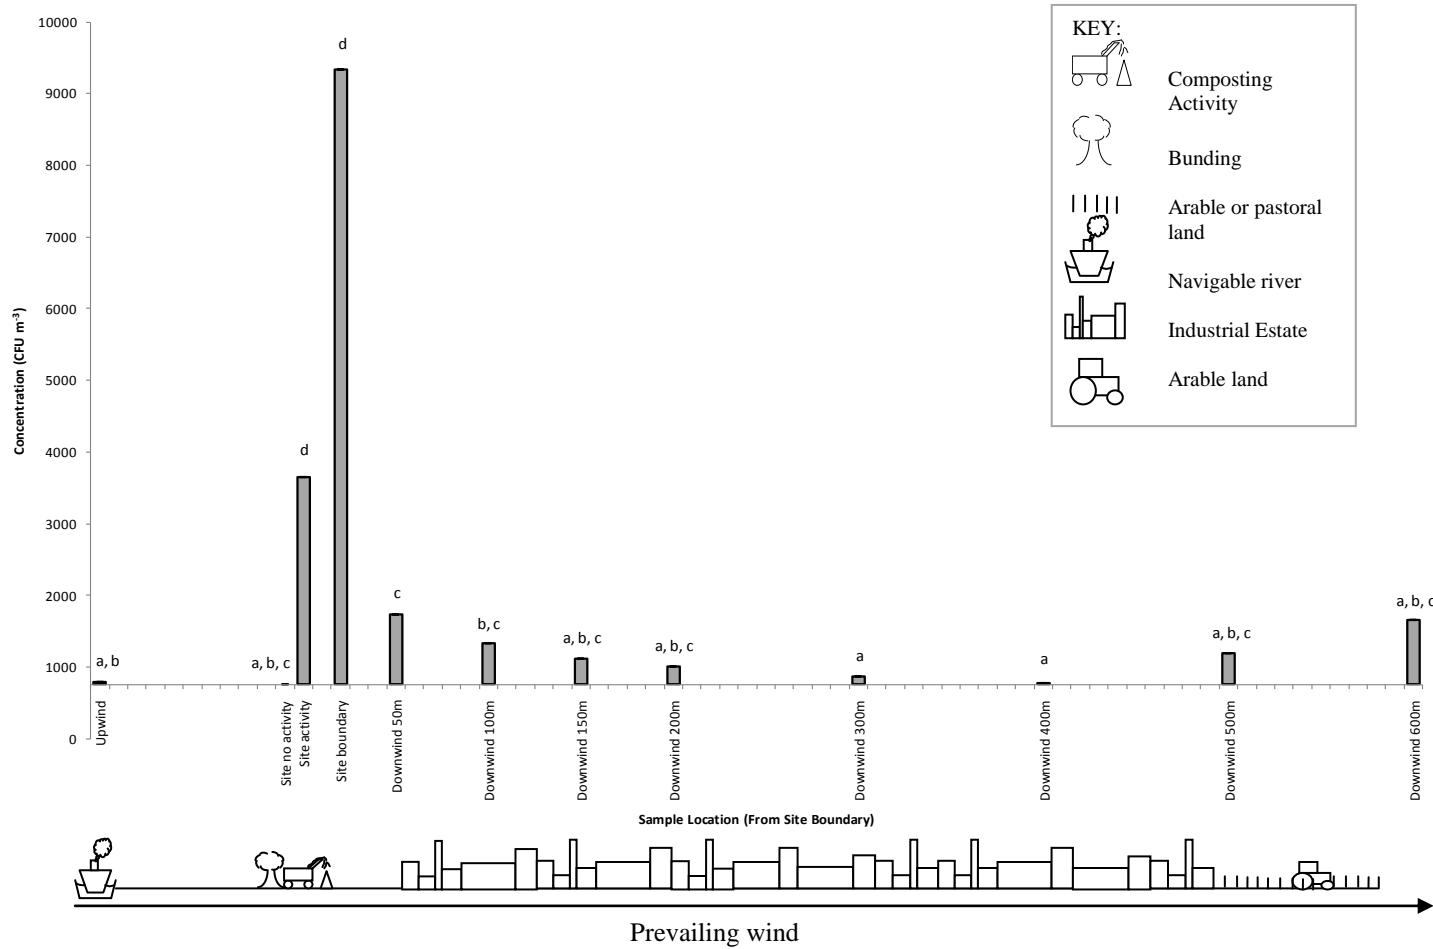 10000
9000
8000
7000
6000
5000
4000
3000
2000
1000
0
Concentration (CFU m-3)
a, b
a, b, c
d
d
c
b, c
a, b, c
a, b, c
a
a
a, b, c
a, b, c
Upwind
Site no activity
Site activity
Site boundary
Downwind 50m
Downwind 100m
Downwind 150m
Downwind 200m
Downwind 300m
Downwind 400m
Downwind 500m
Downwind 600m
Sample Location (From Site Boundary)
KEY:
Composting
Activity
Bunding
Arable or pastoral
land
Navigable river
Industrial Estate
Arable land
Prevailing wind